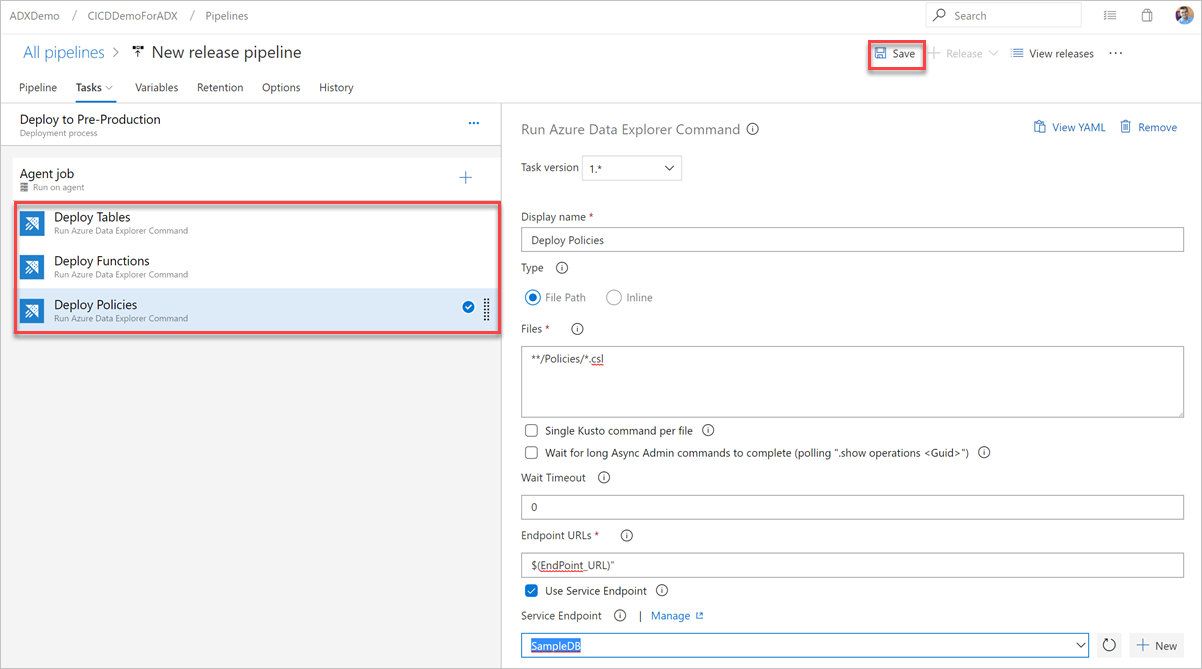 ADXDemo / CICDDemoForADX / Pipelines
Search
All pipelines > New release pipeline
Save
+ Release
View releases
...
Pipeline Tasks Variables Retention Options History
Deploy to Pre-Production
Deployment process
...
Agent job
Run on agent
+
Deploy Tables
Run Azure Data Explorer Command
Deploy Functions
Run Azure Data Explorer Command
Deploy Policies
Run Azure Data Explorer Command
Run Azure Data Explorer Command
View YAML
Remove
Task version 1.*
Display name *
Deploy Policies
Type
File Path Inline
Files *
**/Policies/*.csl
Single Kusto command per file
Wait for long Async Admin commands to complete (polling ".show operations <Guid>")
Wait Timeout
0
Endpoint URLs *
$(EndPoint_URL)"
Use Service Endpoint
Service Endpoint | Manage
SampleDB
+ New